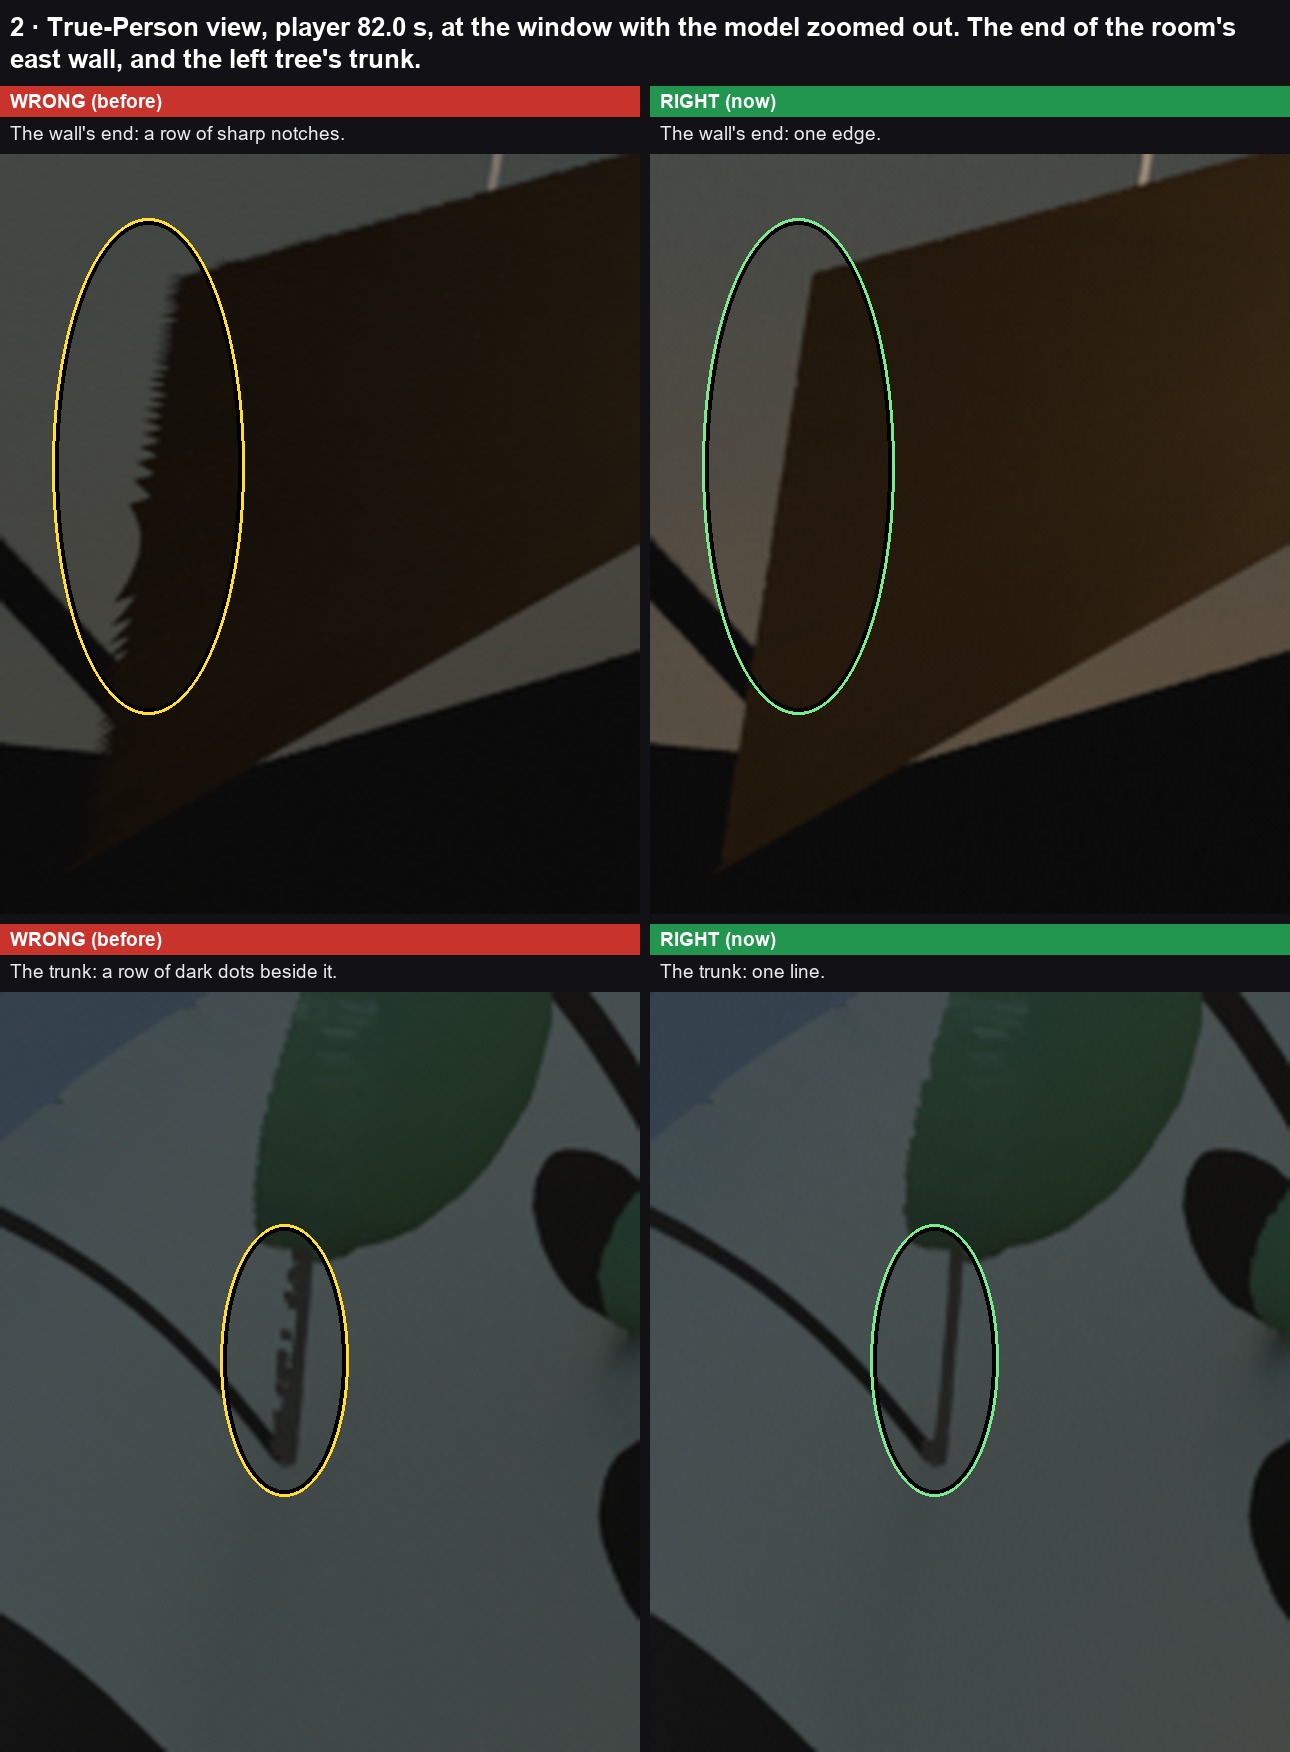 2 · True-Person view, player 82.0 s, at the window with the model zoomed out. The end of the room's
east wall, and the left tree's trunk.
WRONG (before)
RIGHT (now)
The wall's end: a row of sharp notches.
The wall's end: one edge.
WRONG (before)
RIGHT (now)
The trunk: a row of dark dots beside it.
The trunk: one line.